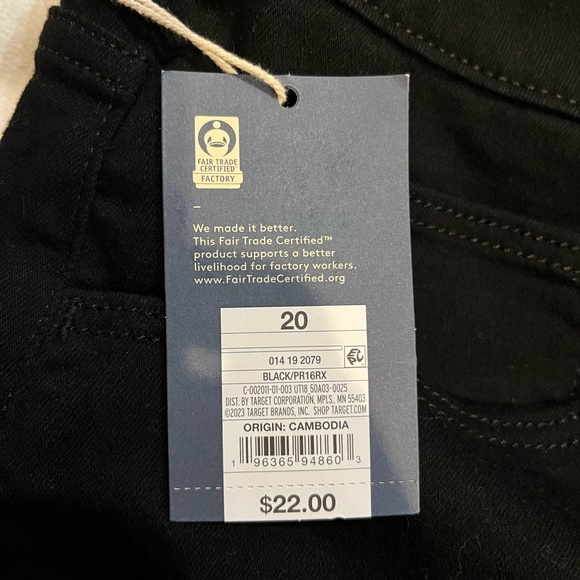 FAIR TRADE
CERTIFIED
FACTORY
–
We made it better.
This Fair Trade Certified™
product supports a better
livelihood for factory workers.
www.FairTradeCertified.org
20
014 19 2079
BLACK/PR16RX
C-002011-01-003 UT18_50A03-0025
DIST. BY TARGET CORPORATION, MPLS., MN 55403
©2023 TARGET BRANDS, INC. SHOP TARGET.COM
ORIGIN: CAMBODIA
1 96365 94860 3
$22.00